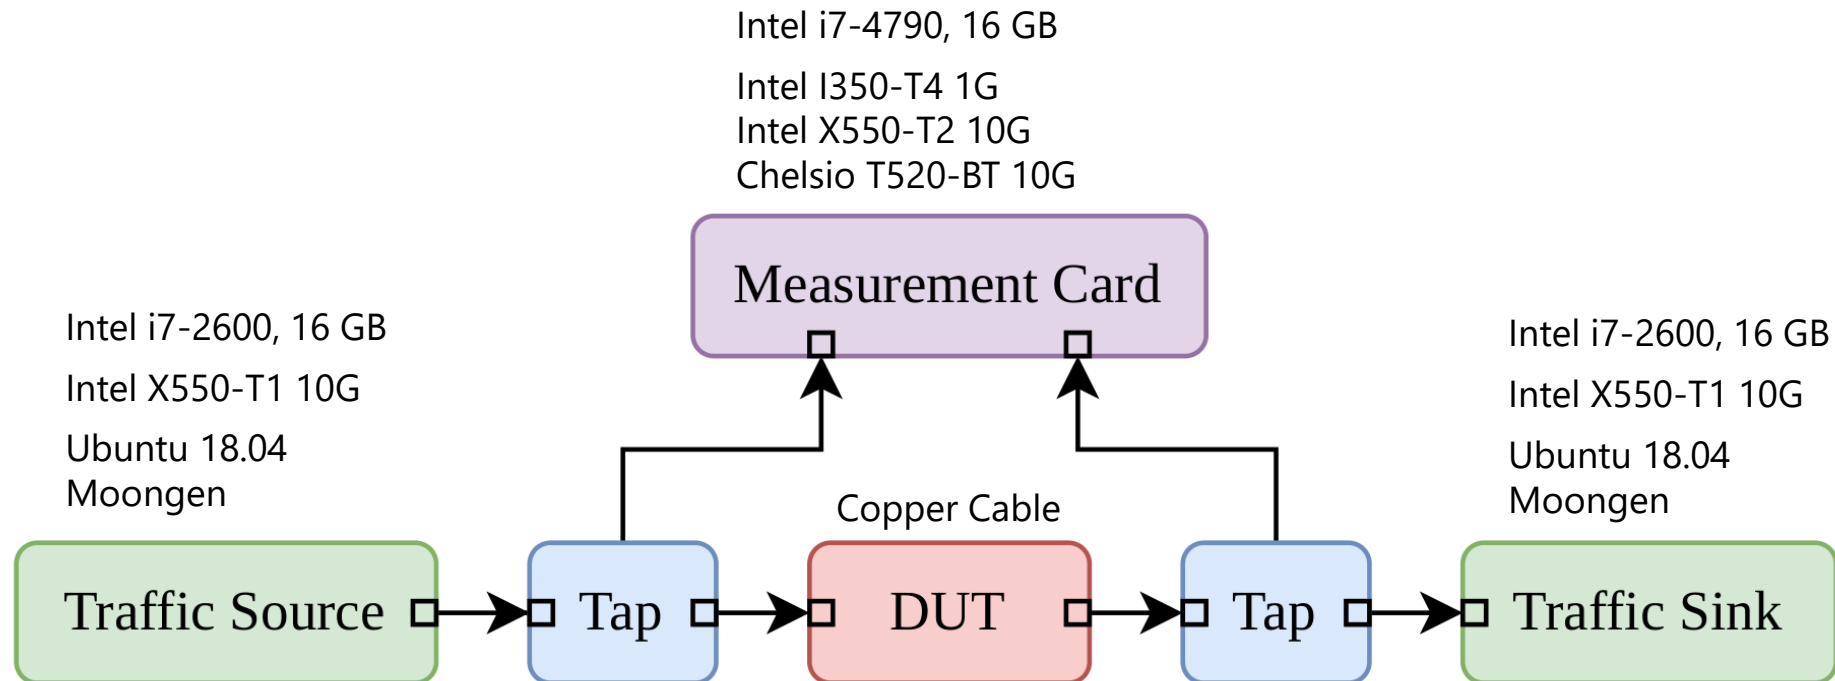 Intel i7-4790, 16 GB
Intel I350-T4 1G
Intel X550-T2 10G
Chelsio T520-BT 10G
Measurement Card
Intel i7-2600, 16 GB
Intel X550-T1 10G
Ubuntu 18.04
Moongen
Intel i7-2600, 16 GB
Intel X550-T1 10G
Ubuntu 18.04
Moongen
Copper Cable
Traffic Source
Tap
DUT
Tap
Traffic Sink